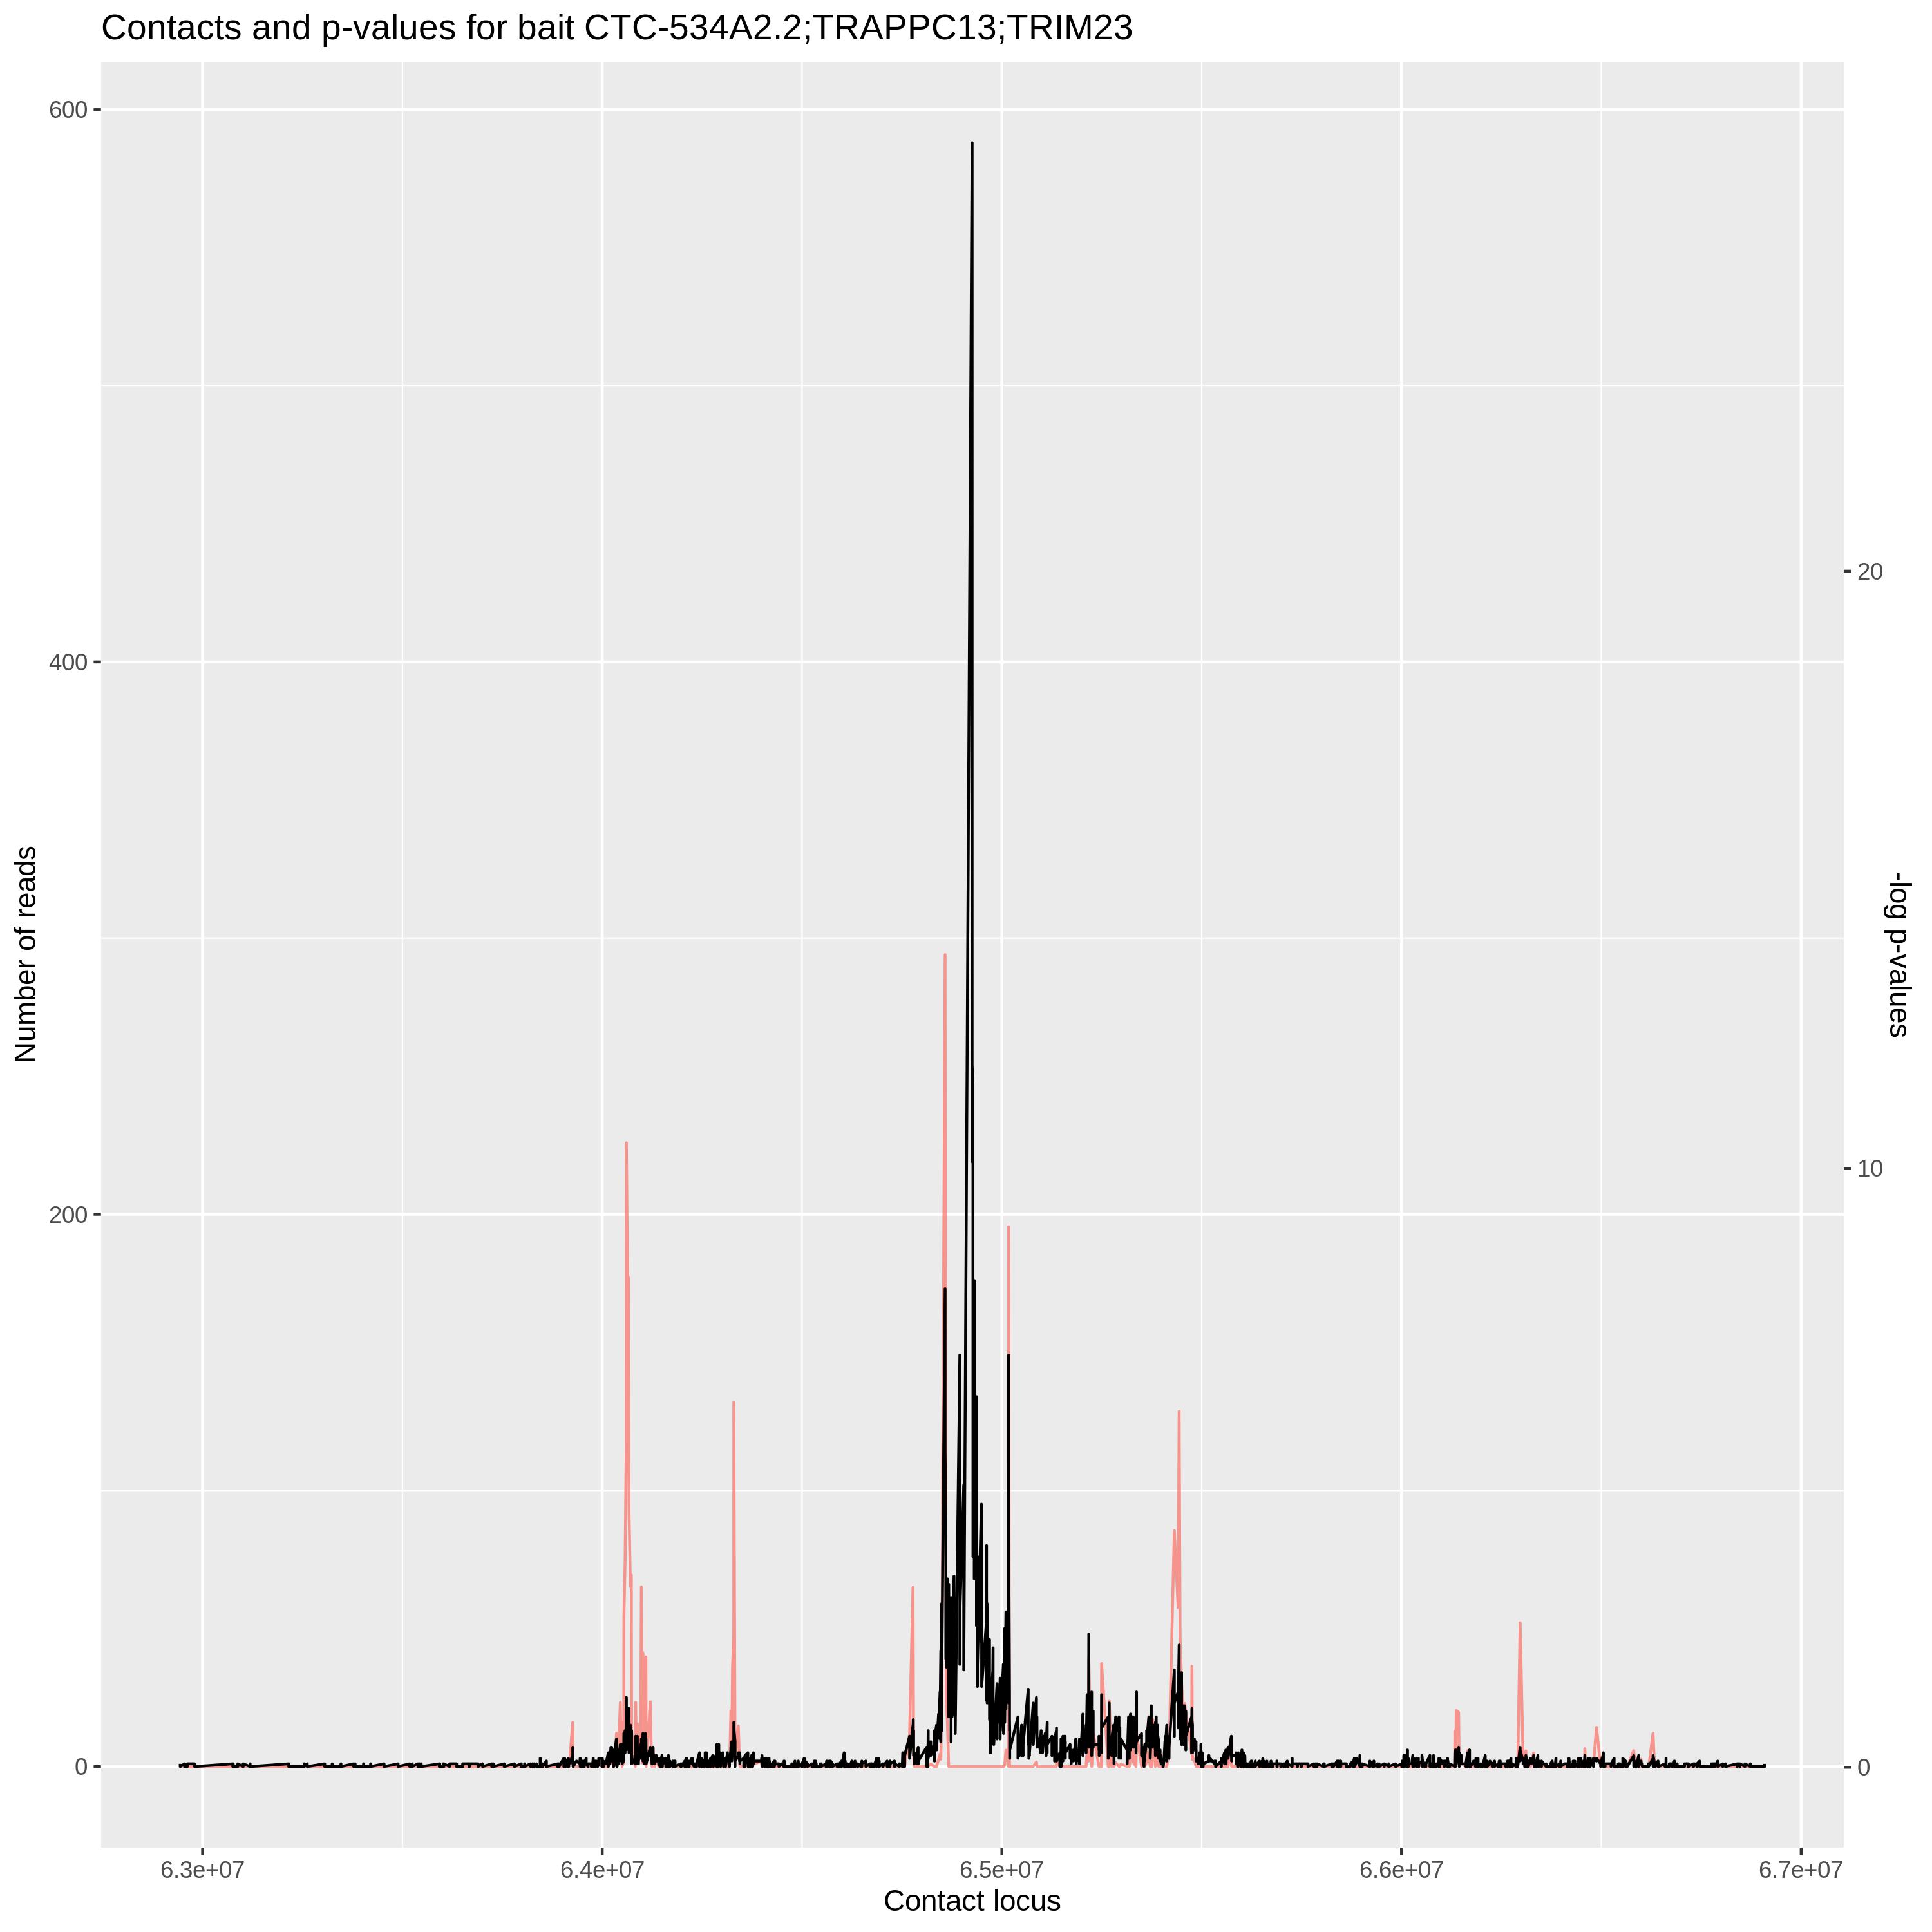 Contacts and p-values for bait CTC-534A2.2;TRAPPC13;TRIM23
600
400
200
0
Number of reads
20
10
0
-log p-values
6.3e+07
6.4e+07
6.5e+07
6.6e+07
6.7e+07
Contact locus